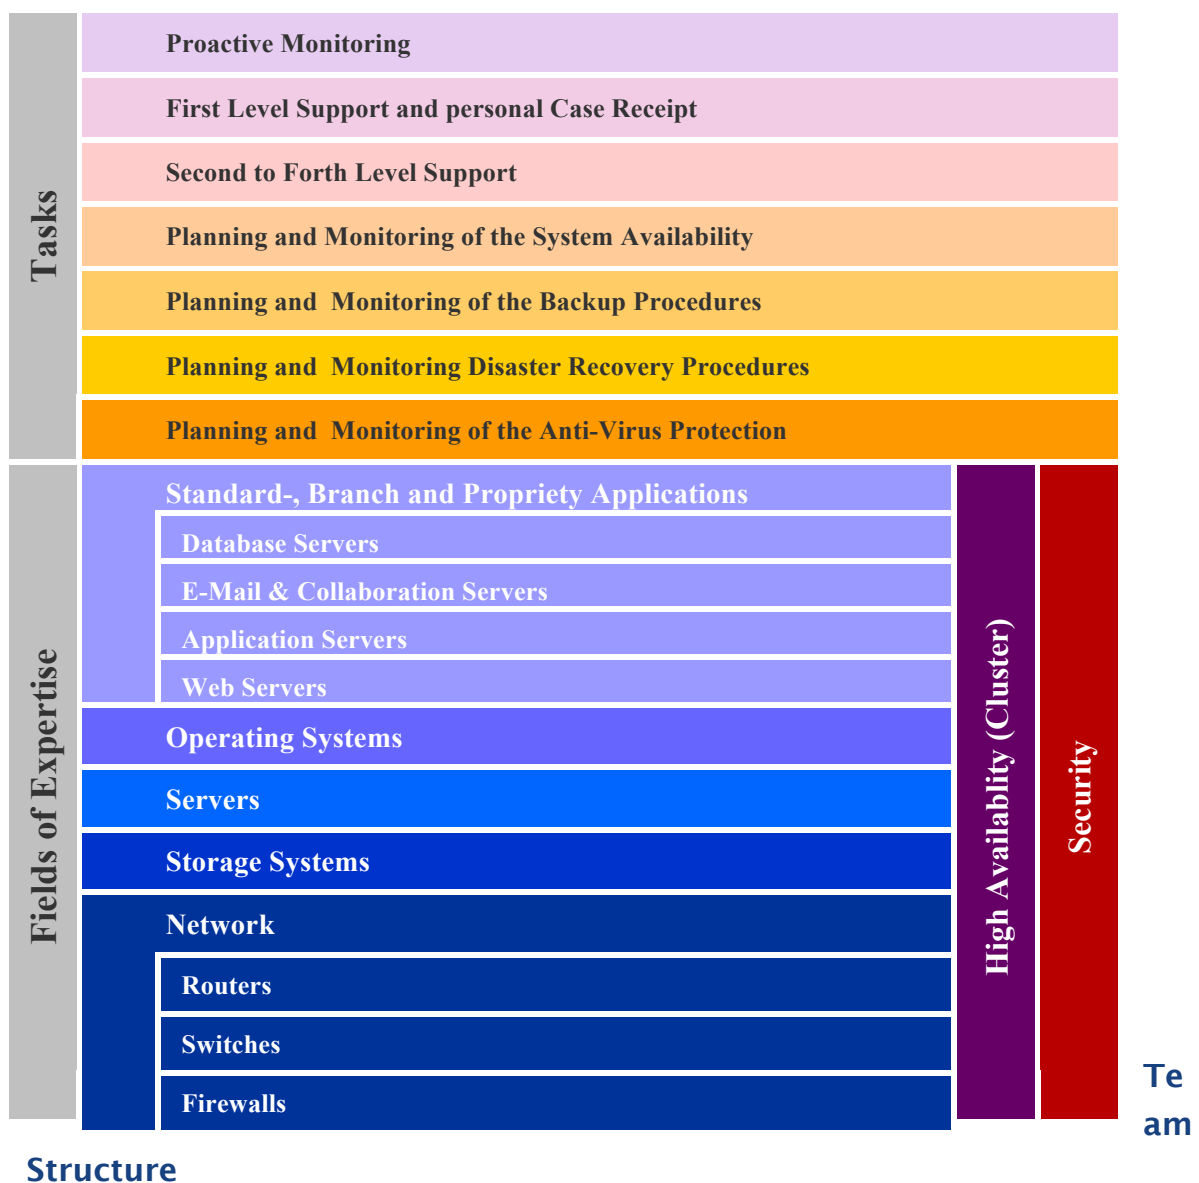 Tasks
Proactive Monitoring
First Level Support and personal Case Receipt
Second to Forth Level Support
Planning and Monitoring of the System Availability
Planning and  Monitoring of the Backup Procedures
Planning and  Monitoring Disaster Recovery Procedures
Planning and  Monitoring of the Anti-Virus Protection
Fields of Expertise
Standard-, Branch and Propriety Applications
Database Servers
E-Mail & Collaboration Servers
Application Servers
Web Servers
Operating Systems
Servers
Storage Systems
Network
Routers
Switches
Firewalls
High Availablity (Cluster)
Security
Te
am
Structure